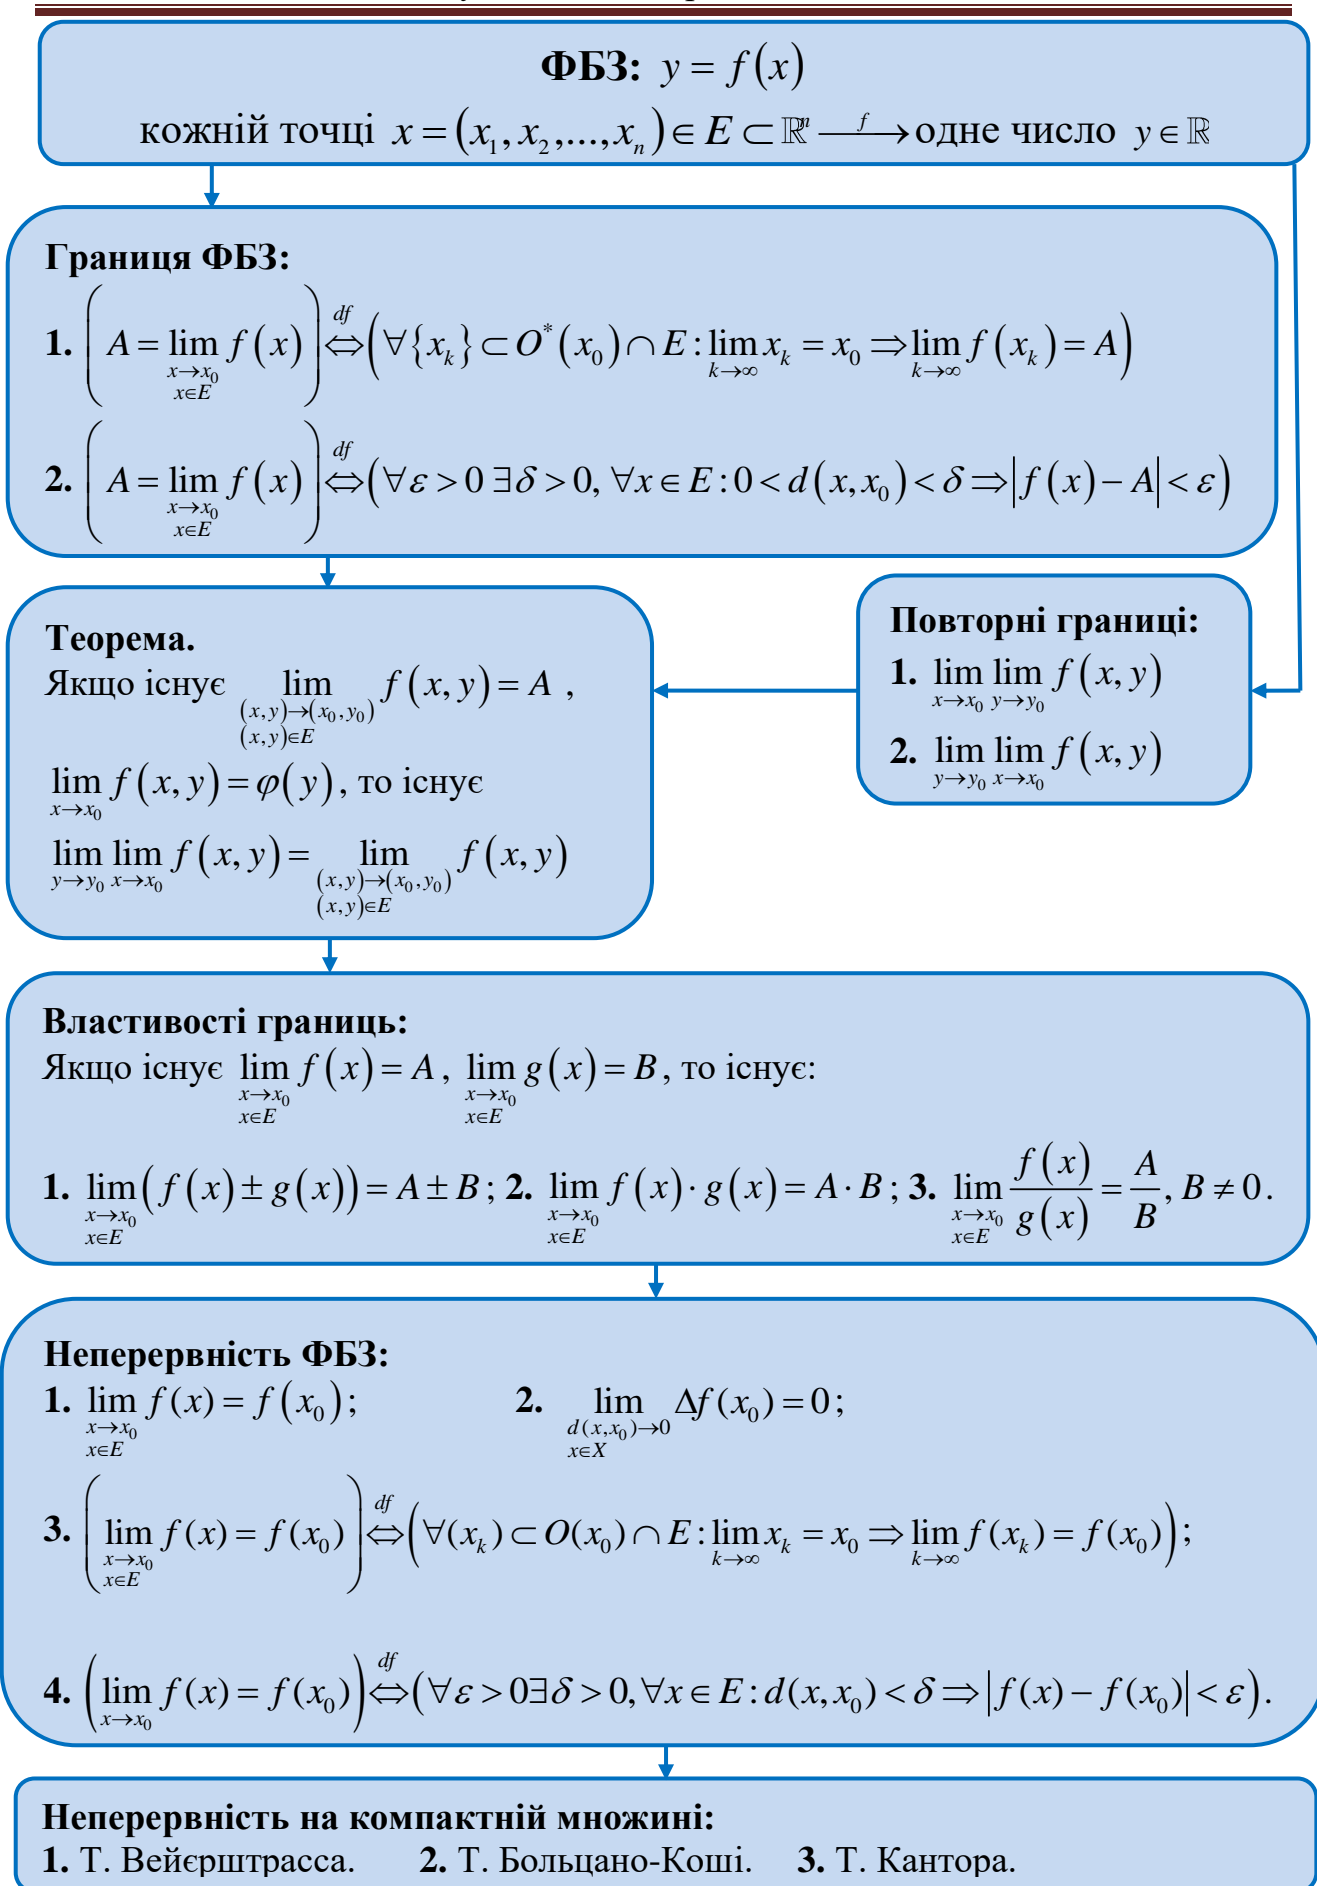 ФБЗ: y = f(x)
кожній точці x = (x₁, x₂,..., xₙ) ∈ E ⊂ ℝⁿ —f→ одне число y ∈ ℝ
Границя ФБЗ:
1. (A = lim_{x→x₀, x∈E} f(x)) ⇔^{df} (∀{x_k} ⊂ O*(x₀) ∩ E : lim_{k→∞} x_k = x₀ ⇒ lim_{k→∞} f(x_k) = A)
2. (A = lim_{x→x₀, x∈E} f(x)) ⇔^{df} (∀ε > 0 ∃δ > 0, ∀x ∈ E : 0 < d(x, x₀) < δ ⇒ |f(x) − A| < ε)
Теорема.
Якщо існує lim_{(x,y)→(x₀,y₀), (x,y)∈E} f(x, y) = A ,
lim_{x→x₀} f(x, y) = φ(y), то існує
lim_{y→y₀} lim_{x→x₀} f(x, y) = lim_{(x,y)→(x₀,y₀), (x,y)∈E} f(x, y)
Повторні границі:
1. lim_{x→x₀} lim_{y→y₀} f(x, y)
2. lim_{y→y₀} lim_{x→x₀} f(x, y)
Властивості границь:
Якщо існує lim_{x→x₀, x∈E} f(x) = A, lim_{x→x₀, x∈E} g(x) = B, то існує:
1. lim_{x→x₀, x∈E} (f(x) ± g(x)) = A ± B; 2. lim_{x→x₀, x∈E} f(x) · g(x) = A · B; 3. lim_{x→x₀, x∈E} f(x)/g(x) = A/B, B ≠ 0.
Неперервність ФБЗ:
1. lim_{x→x₀, x∈E} f(x) = f(x₀); 2. lim_{d(x,x₀)→0, x∈X} Δf(x₀) = 0;
3. (lim_{x→x₀, x∈E} f(x) = f(x₀)) ⇔^{df} (∀(x_k) ⊂ O(x₀) ∩ E : lim_{k→∞} x_k = x₀ ⇒ lim_{k→∞} f(x_k) = f(x₀));
4. (lim_{x→x₀} f(x) = f(x₀)) ⇔^{df} (∀ε > 0∃δ > 0, ∀x ∈ E : d(x, x₀) < δ ⇒ |f(x) − f(x₀)| < ε).
Неперервність на компактній множині:
1. Т. Вейєрштрасса. 2. Т. Больцано-Коші. 3. Т. Кантора.